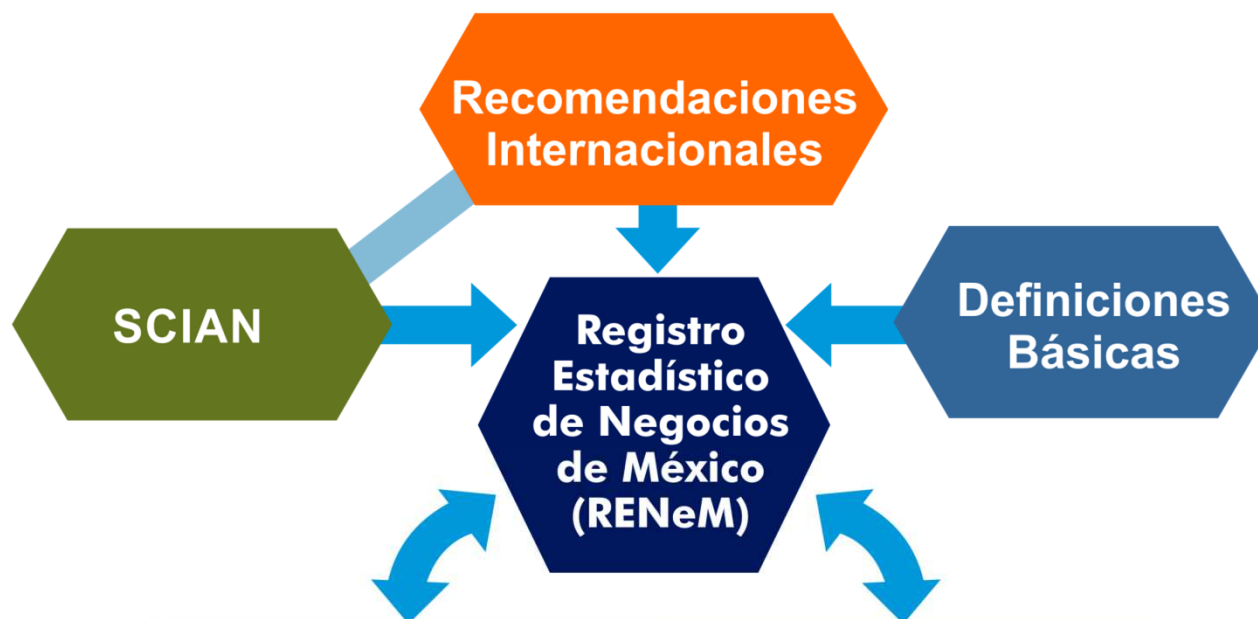 Recomendaciones
Internacionales
SCIAN
Definiciones
Básicas
Registro
Estadístico
de Negocios
de México
(RENeM)